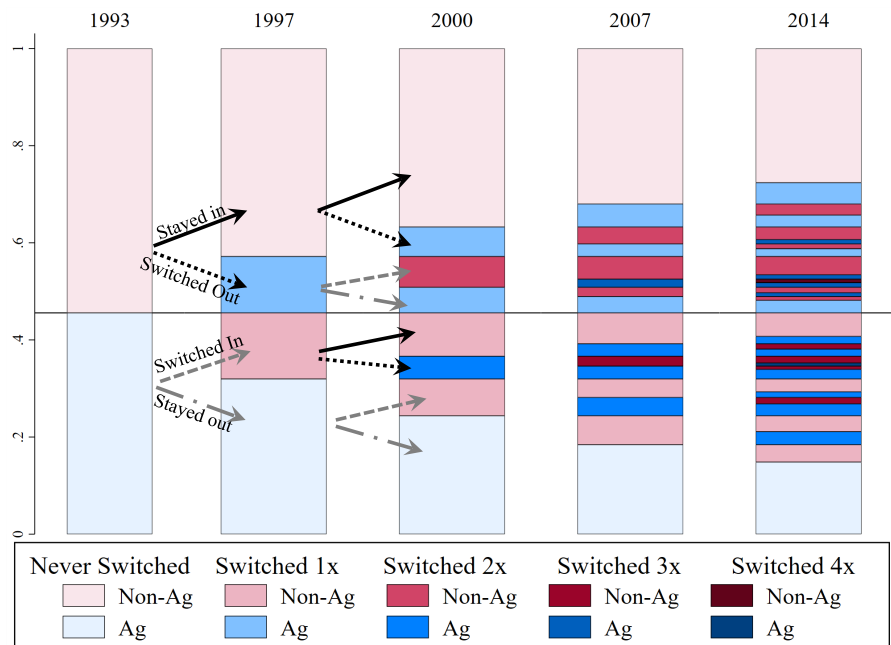 1993 1997 2000 2007 2014
1
.8
.6
.4
.2
0
Stayed in
Switched Out
Switched In
Stayed out
Never Switched Switched 1x Switched 2x Switched 3x Switched 4x
Non-Ag Non-Ag Non-Ag Non-Ag Non-Ag
Ag Ag Ag Ag Ag